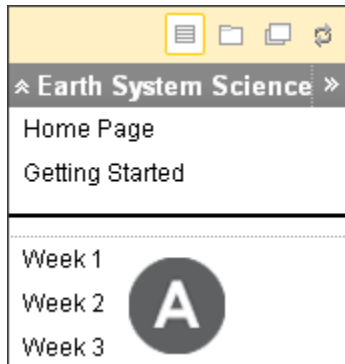 Earth System Science
Home Page
Getting Started
Week 1
Week 2
Week 3
A